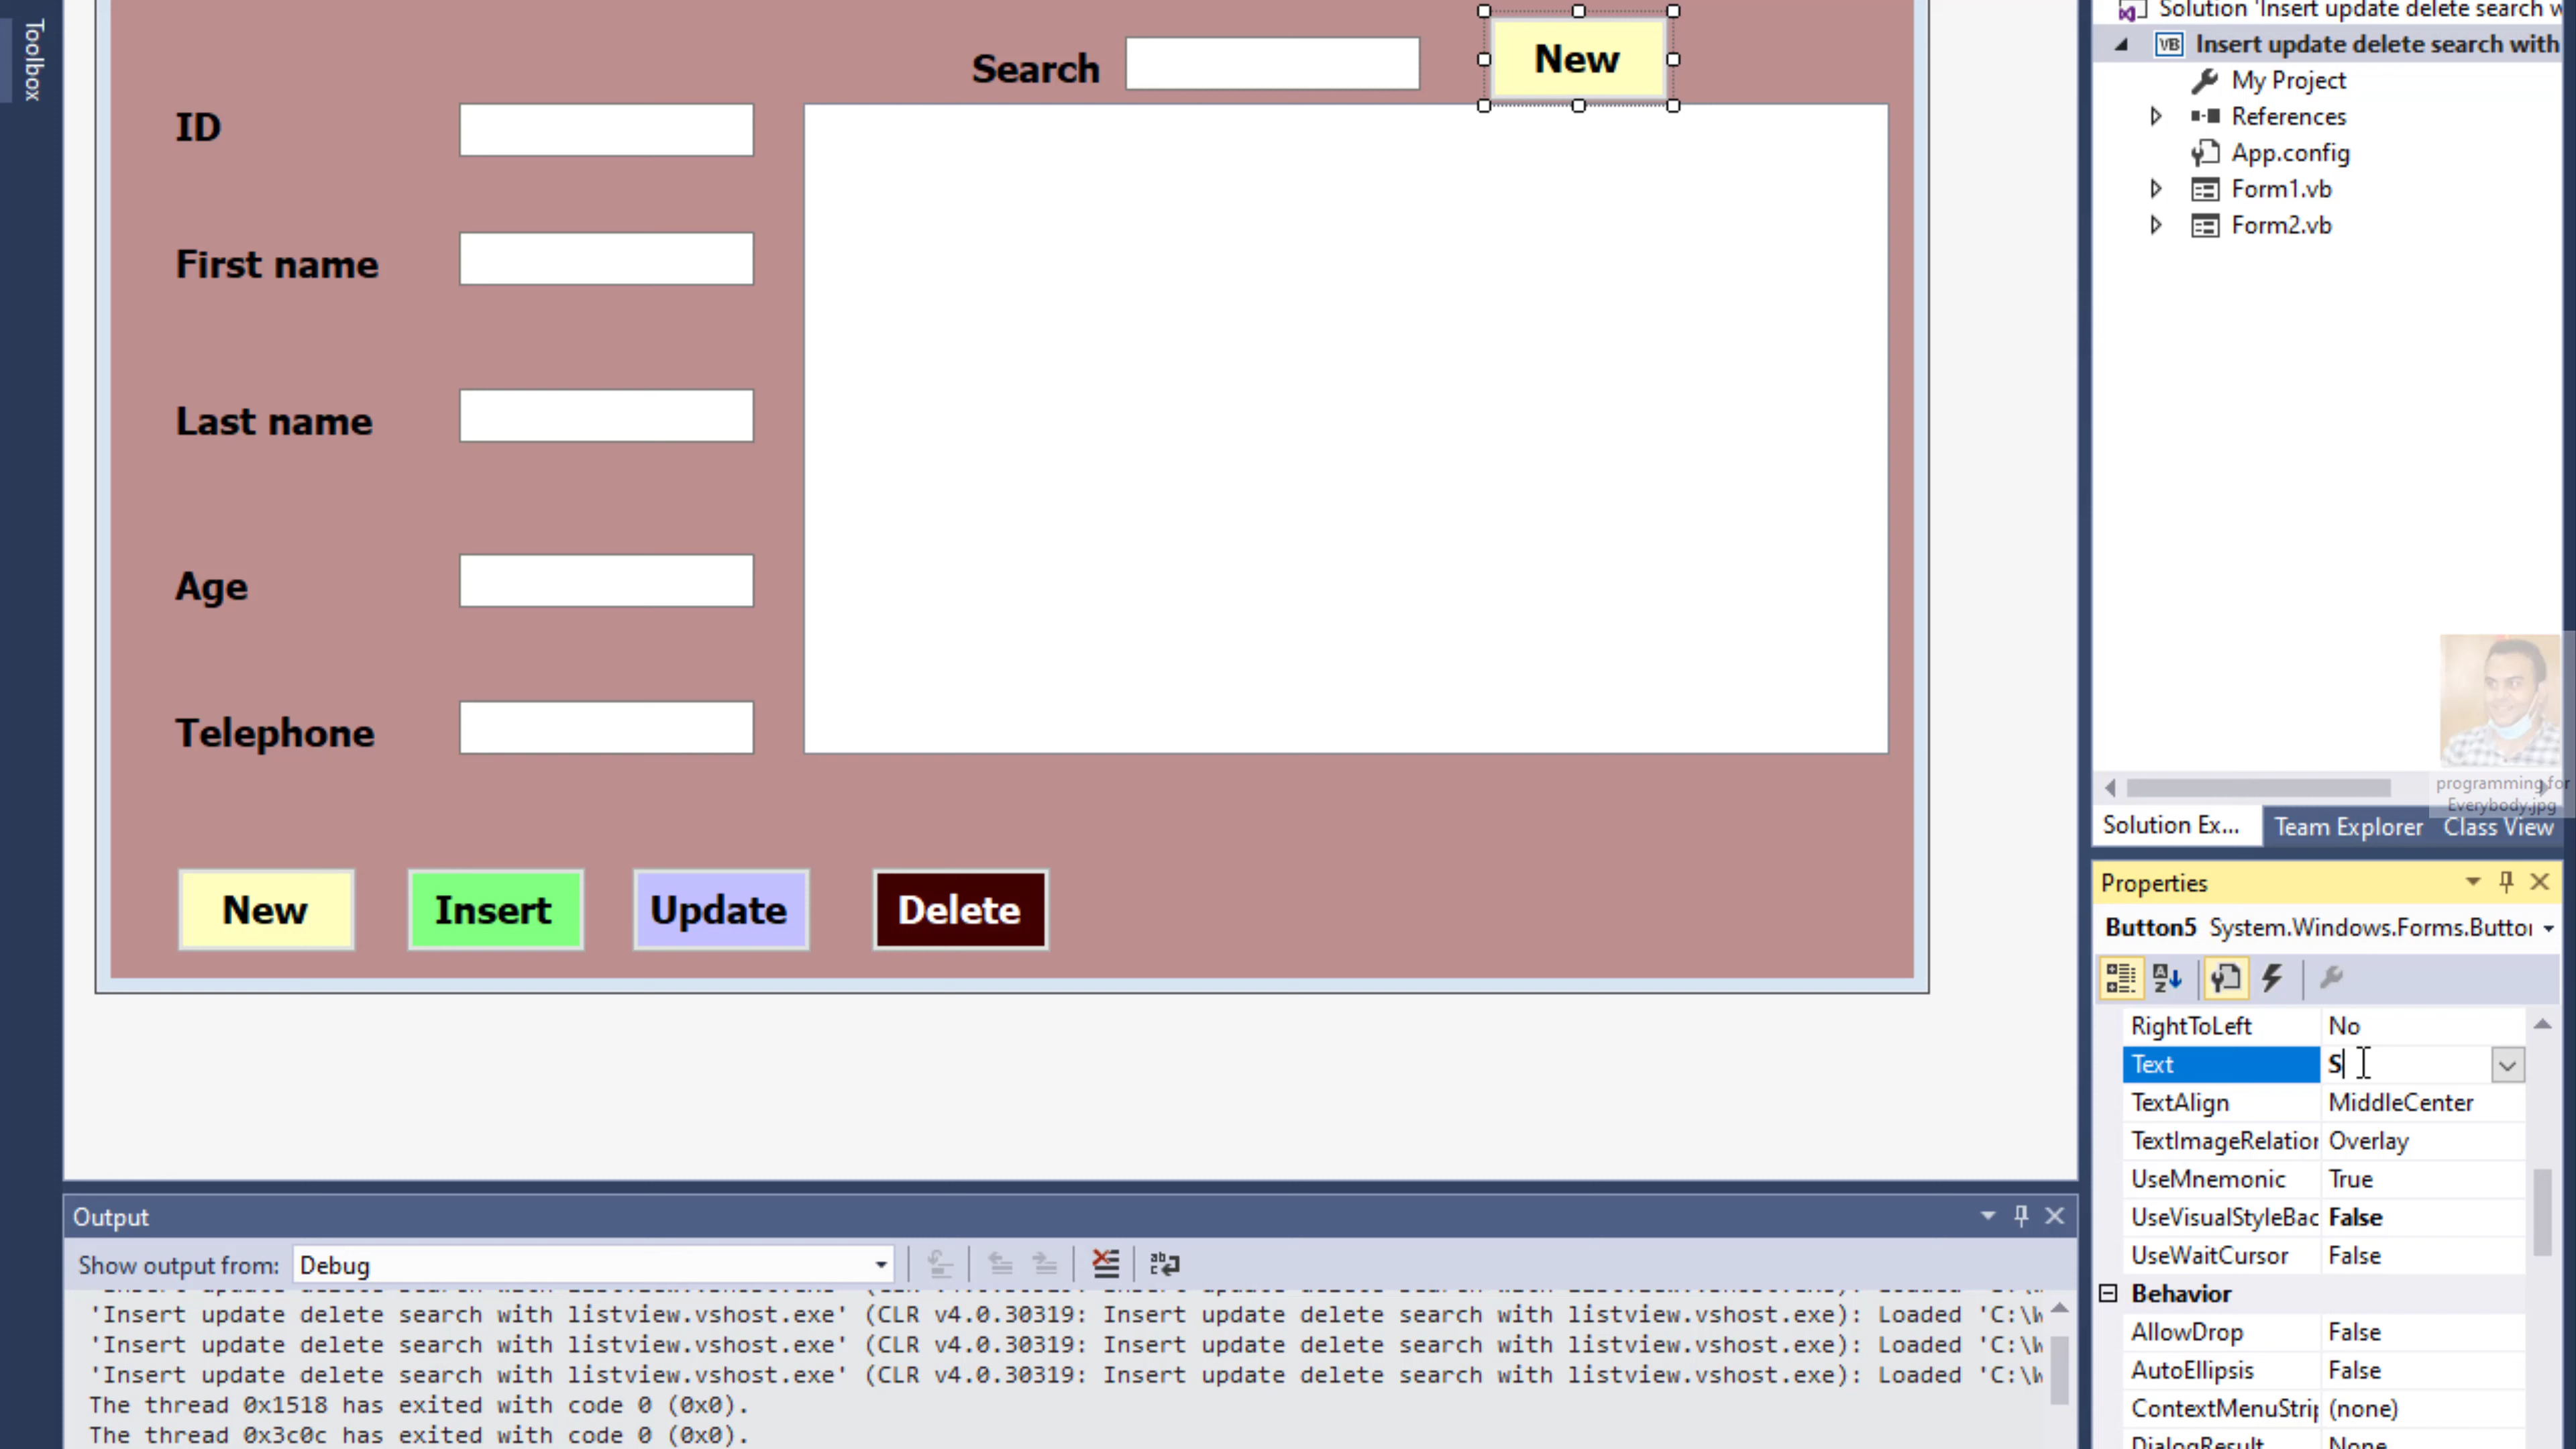 Toolbox
Search
New
ID
First name
Last name
Age
Telephone
New
Insert
Update
Delete
Solution 'Insert update delete search w
VB
Insert update delete search with
My Project
References
App.config
Form1.vb
Form2.vb
programming for
Everybody.jpg
Solution Ex...
Team Explorer
Class View
Properties
Button5 System.Windows.Forms.Button
RightToLeft No
Text S
TextAlign MiddleCenter
TextImageRelation Overlay
UseMnemonic True
UseVisualStyleBac False
UseWaitCursor False
Behavior
AllowDrop False
AutoEllipsis False
ContextMenuStrip (none)
DialogResult None
Output
Show output from: Debug
'Insert update delete search with listview.vshost.exe' (CLR v4.0.30319: Insert update delete search with listview.vshost.exe): Loaded 'C:\W
'Insert update delete search with listview.vshost.exe' (CLR v4.0.30319: Insert update delete search with listview.vshost.exe): Loaded 'C:\W
'Insert update delete search with listview.vshost.exe' (CLR v4.0.30319: Insert update delete search with listview.vshost.exe): Loaded 'C:\W
The thread 0x1518 has exited with code 0 (0x0).
The thread 0x3c0c has exited with code 0 (0x0).